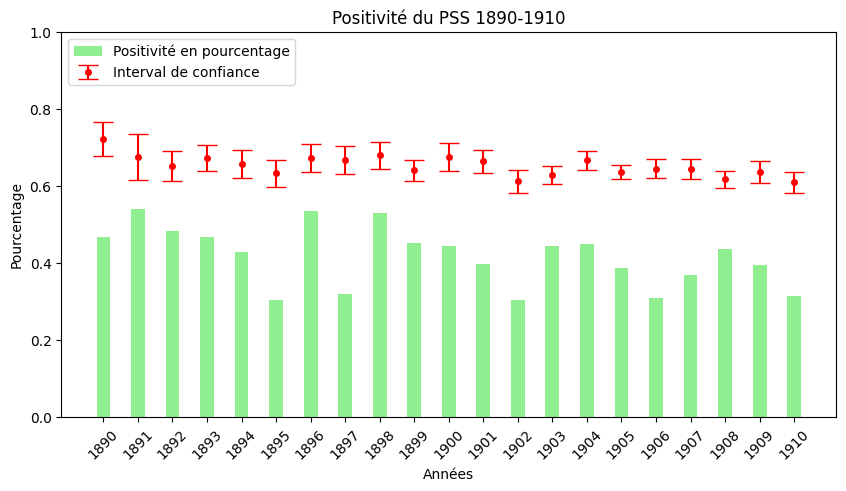 Positivité du PSS 1890-1910
Positivité en pourcentage
Interval de confiance
Pourcentage
1.0
0.8
0.6
0.4
0.2
0.0
1890 1891 1892 1893 1894 1895 1896 1897 1898 1899 1900 1901 1902 1903 1904 1905 1906 1907 1908 1909 1910
Années